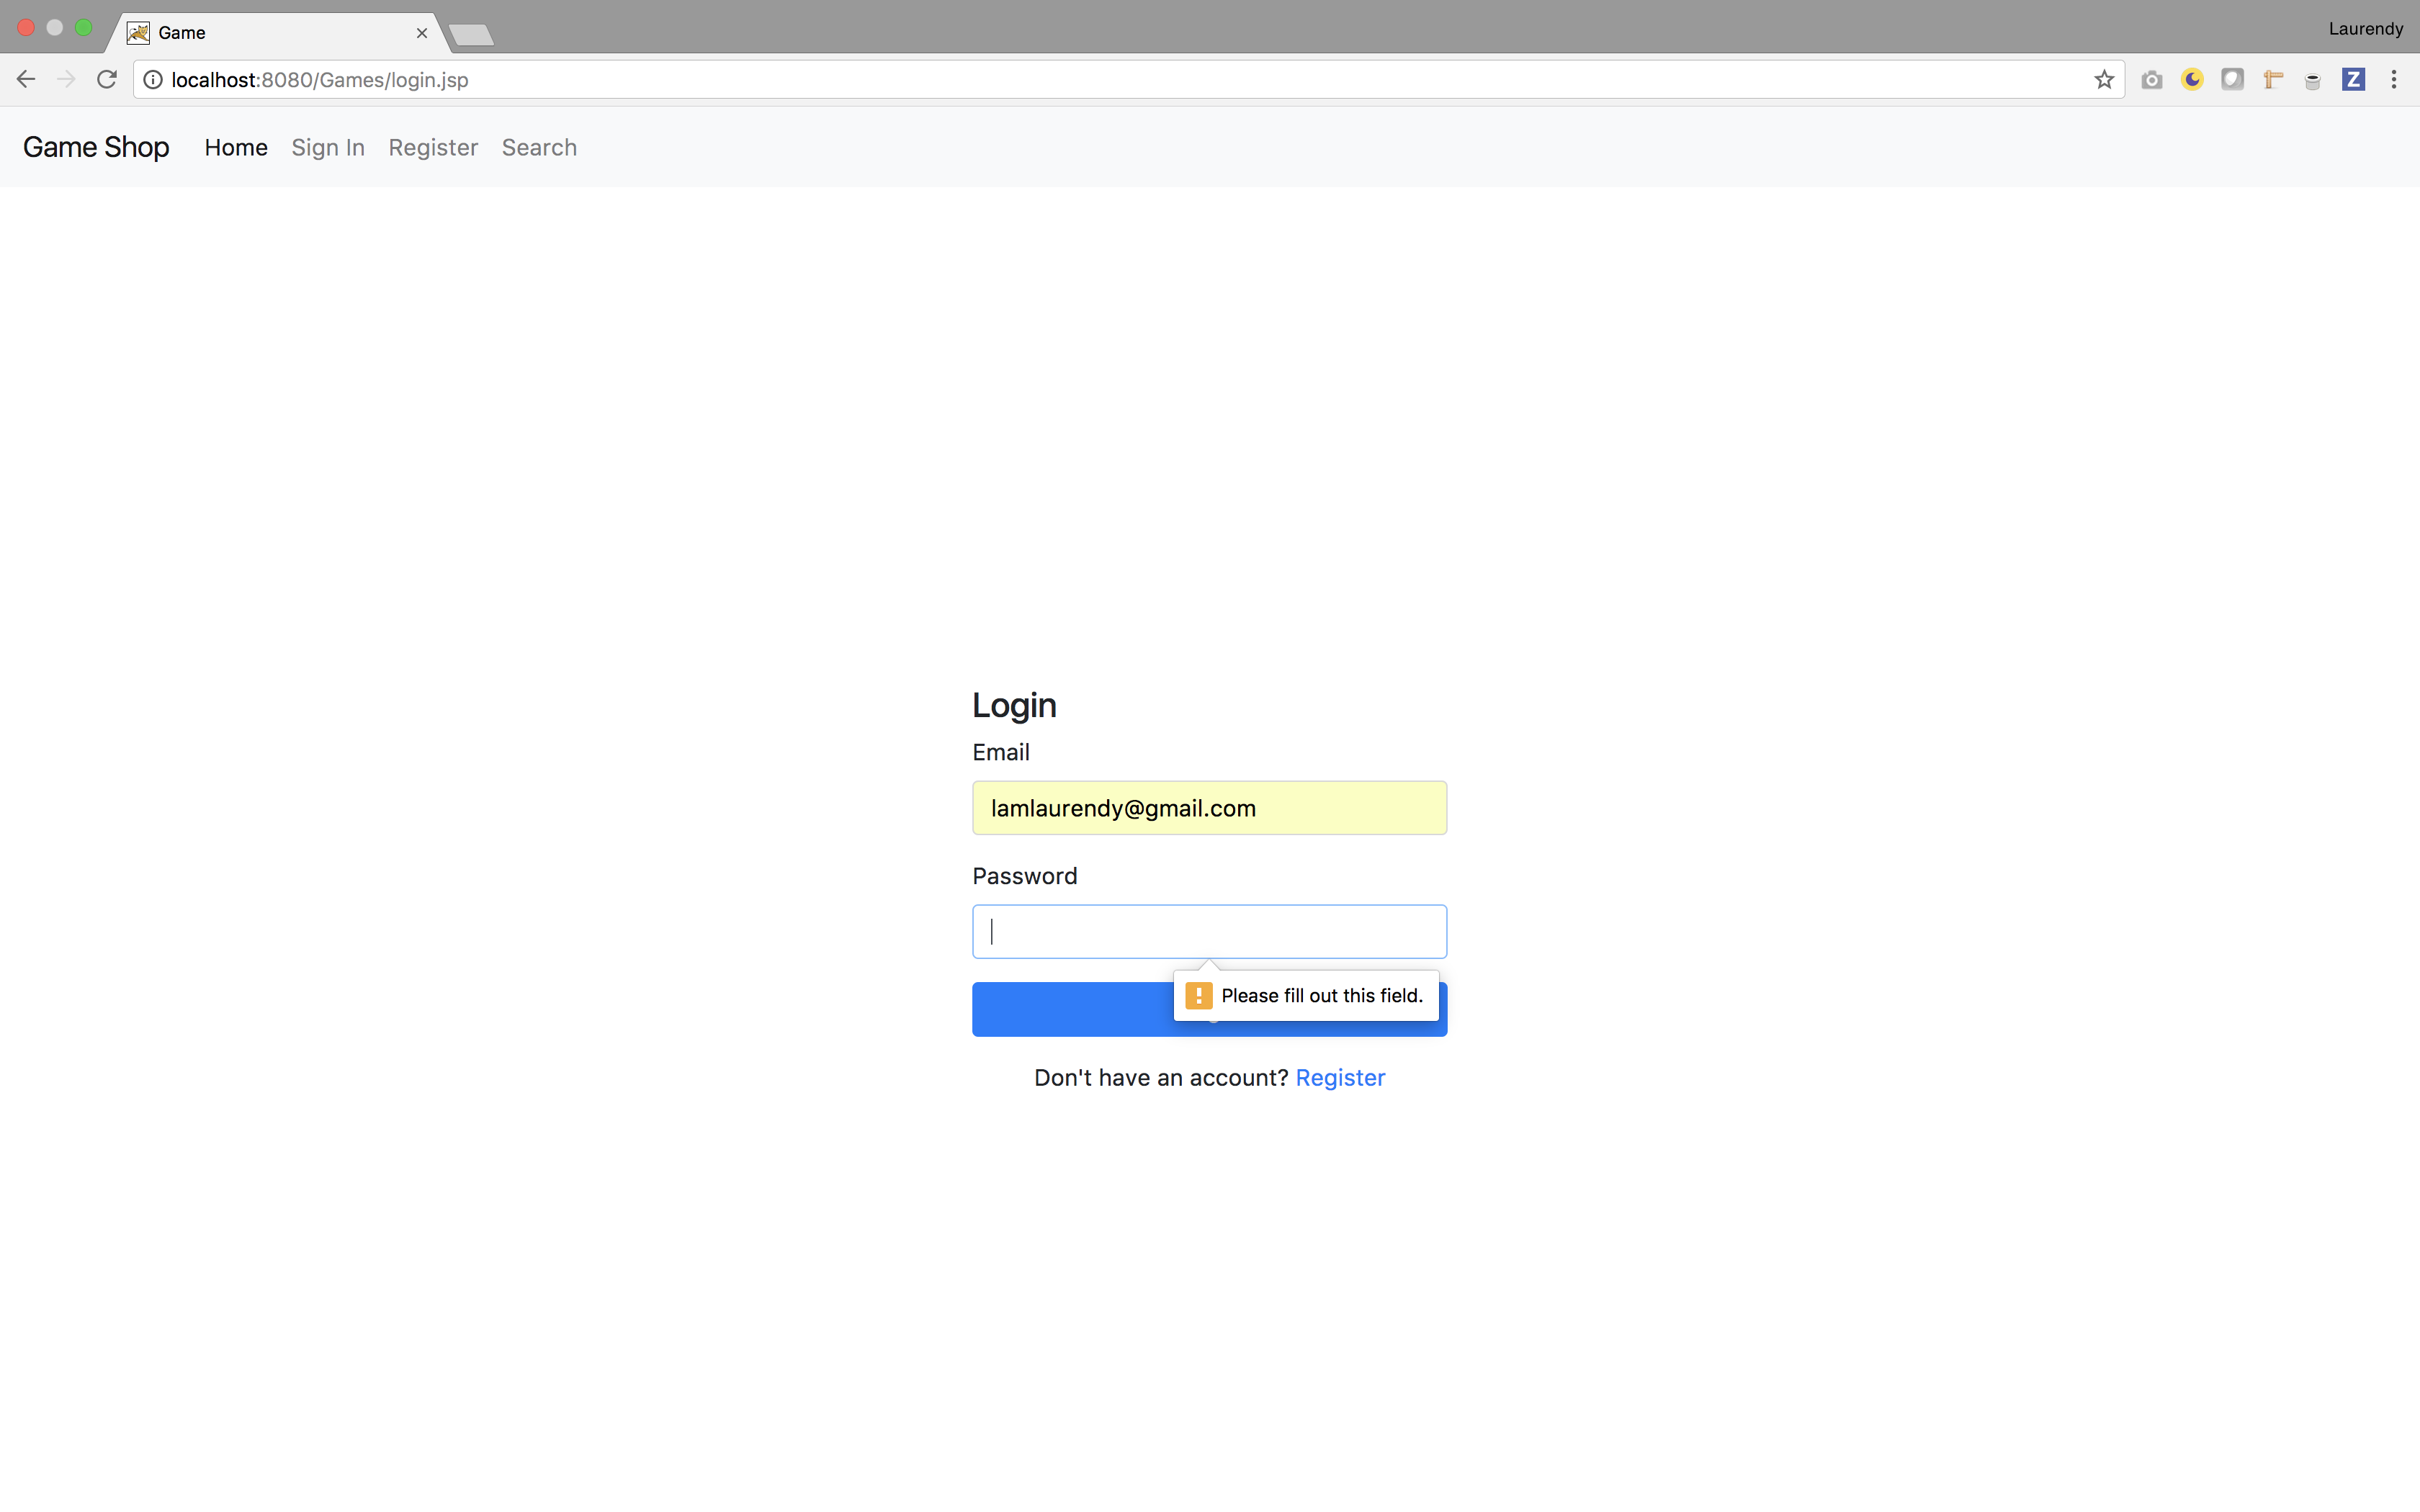 Game
Laurendy
localhost:8080/Games/login.jsp
Z
Game Shop Home Sign In Register Search
Login
Email
lamlaurendy@gmail.com
Password
Please fill out this field.
Don't have an account? Register